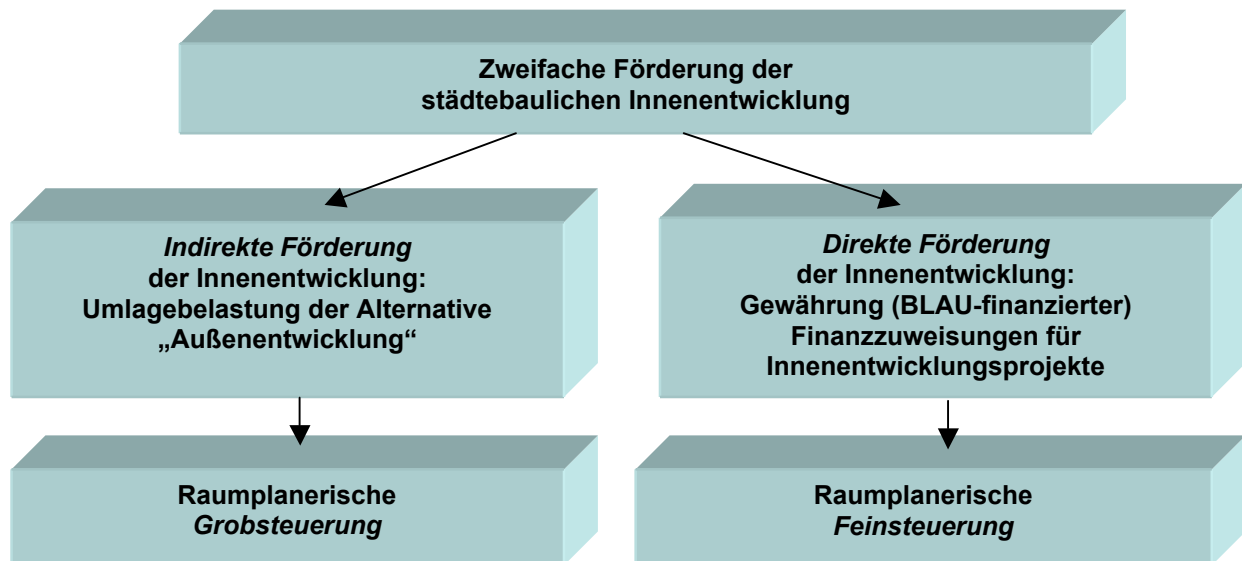 Zweifache Förderung der
städtebaulichen Innenentwicklung
Indirekte Förderung
der Innenentwicklung:
Umlagebelastung der Alternative
„Außenentwicklung“
Direkte Förderung
der Innenentwicklung:
Gewährung (BLAU-finanzierter)
Finanzzuweisungen für
Innenentwicklungsprojekte
Raumplanerische
Grobsteuerung
Raumplanerische
Feinsteuerung